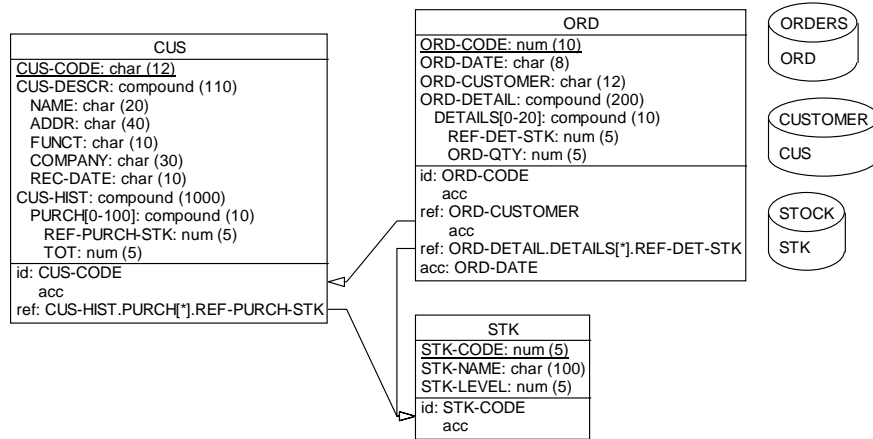 CUS
CUS-CODE: char (12)
CUS-DESCR: compound (110)
NAME: char (20)
ADDR: char (40)
FUNCT: char (10)
COMPANY: char (30)
REC-DATE: char (10)
CUS-HIST: compound (1000)
PURCH[0-100]: compound (10)
REF-PURCH-STK: num (5)
TOT: num (5)
id: CUS-CODE
acc
ref: CUS-HIST.PURCH[*].REF-PURCH-STK
ORD
ORD-CODE: num (10)
ORD-DATE: char (8)
ORD-CUSTOMER: char (12)
ORD-DETAIL: compound (200)
DETAILS[0-20]: compound (10)
REF-DET-STK: num (5)
ORD-QTY: num (5)
id: ORD-CODE
acc
ref: ORD-CUSTOMER
acc
ref: ORD-DETAIL.DETAILS[*].REF-DET-STK
acc: ORD-DATE
STK
STK-CODE: num (5)
STK-NAME: char (100)
STK-LEVEL: num (5)
id: STK-CODE
acc
ORDERS
ORD
CUSTOMER
CUS
STOCK
STK